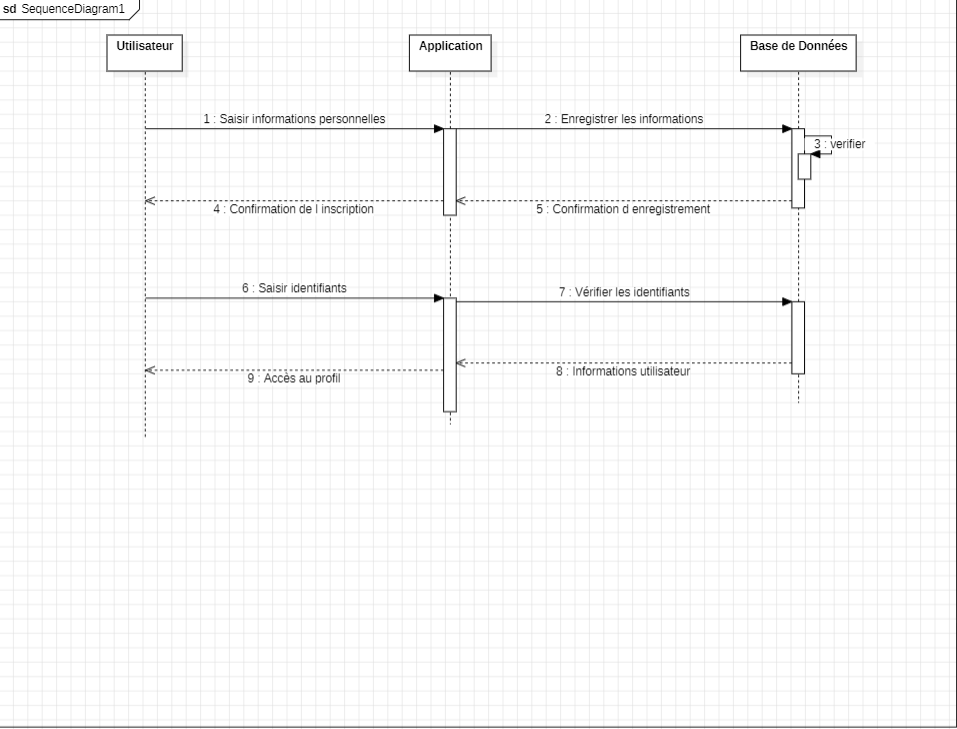 sd SequenceDiagram1
Utilisateur
Application
Base de Données
1 : Saisir informations personnelles
2 : Enregistrer les informations
3 : verifier
4 : Confirmation de l inscription
5 : Confirmation d enregistrement
6 : Saisir identifiants
7 : Vérifier les identifiants
8 : Informations utilisateur
9 : Accès au profil